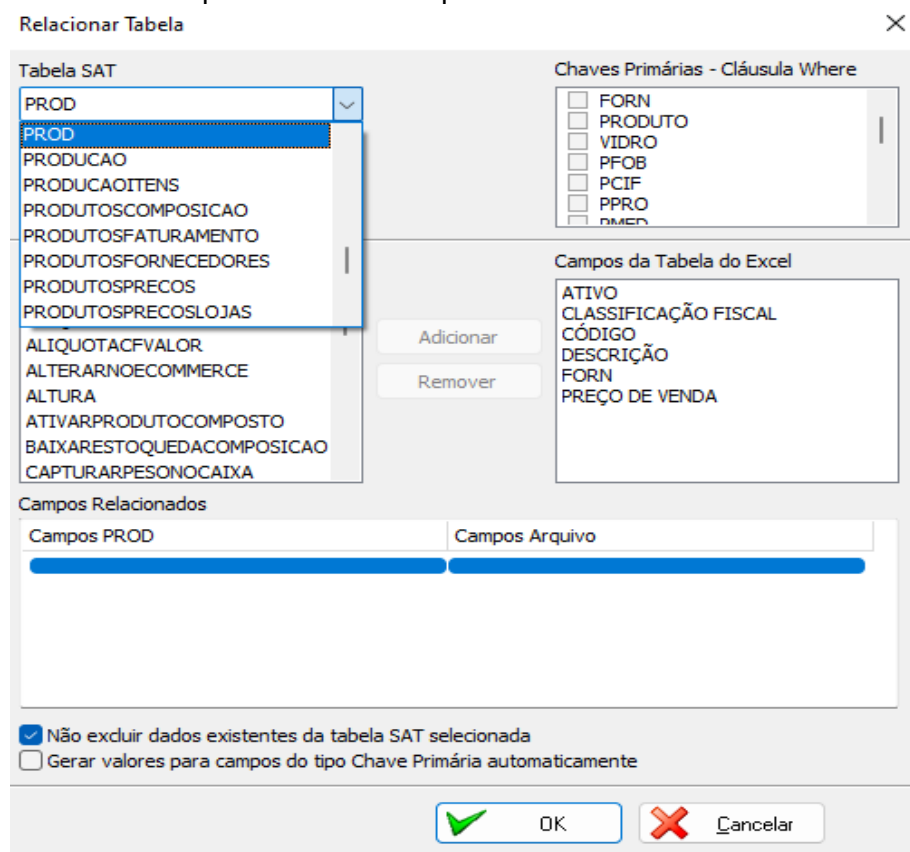 Relacionar Tabela
Tabela SAT
PROD
PROD
PRODUCAO
PRODUCAOITENS
PRODUTOSCOMPOSICAO
PRODUTOSFATURAMENTO
PRODUTOSFORNECEDORES
PRODUTOSPRECOS
PRODUTOSPRECOSLOJAS
Chaves Primárias - Cláusula Where
FORN
PRODUTO
VIDRO
PFOB
PCIF
PPRO
PMED
ALIQUOTACFVALOR
ALTERARNOECOMMERCE
ALTURA
ATIVARPRODUTOCOMPOSTO
BAIXARESTOQUEDACOMPOSICAO
CAPTURARPESONOCAIXA
Adicionar
Remover
Campos da Tabela do Excel
ATIVO
CLASSIFICAÇÃO FISCAL
CÓDIGO
DESCRIÇÃO
FORN
PREÇO DE VENDA
Campos Relacionados
Campos PROD Campos Arquivo
Não excluir dados existentes da tabela SAT selecionada
Gerar valores para campos do tipo Chave Primária automaticamente
OK Cancelar